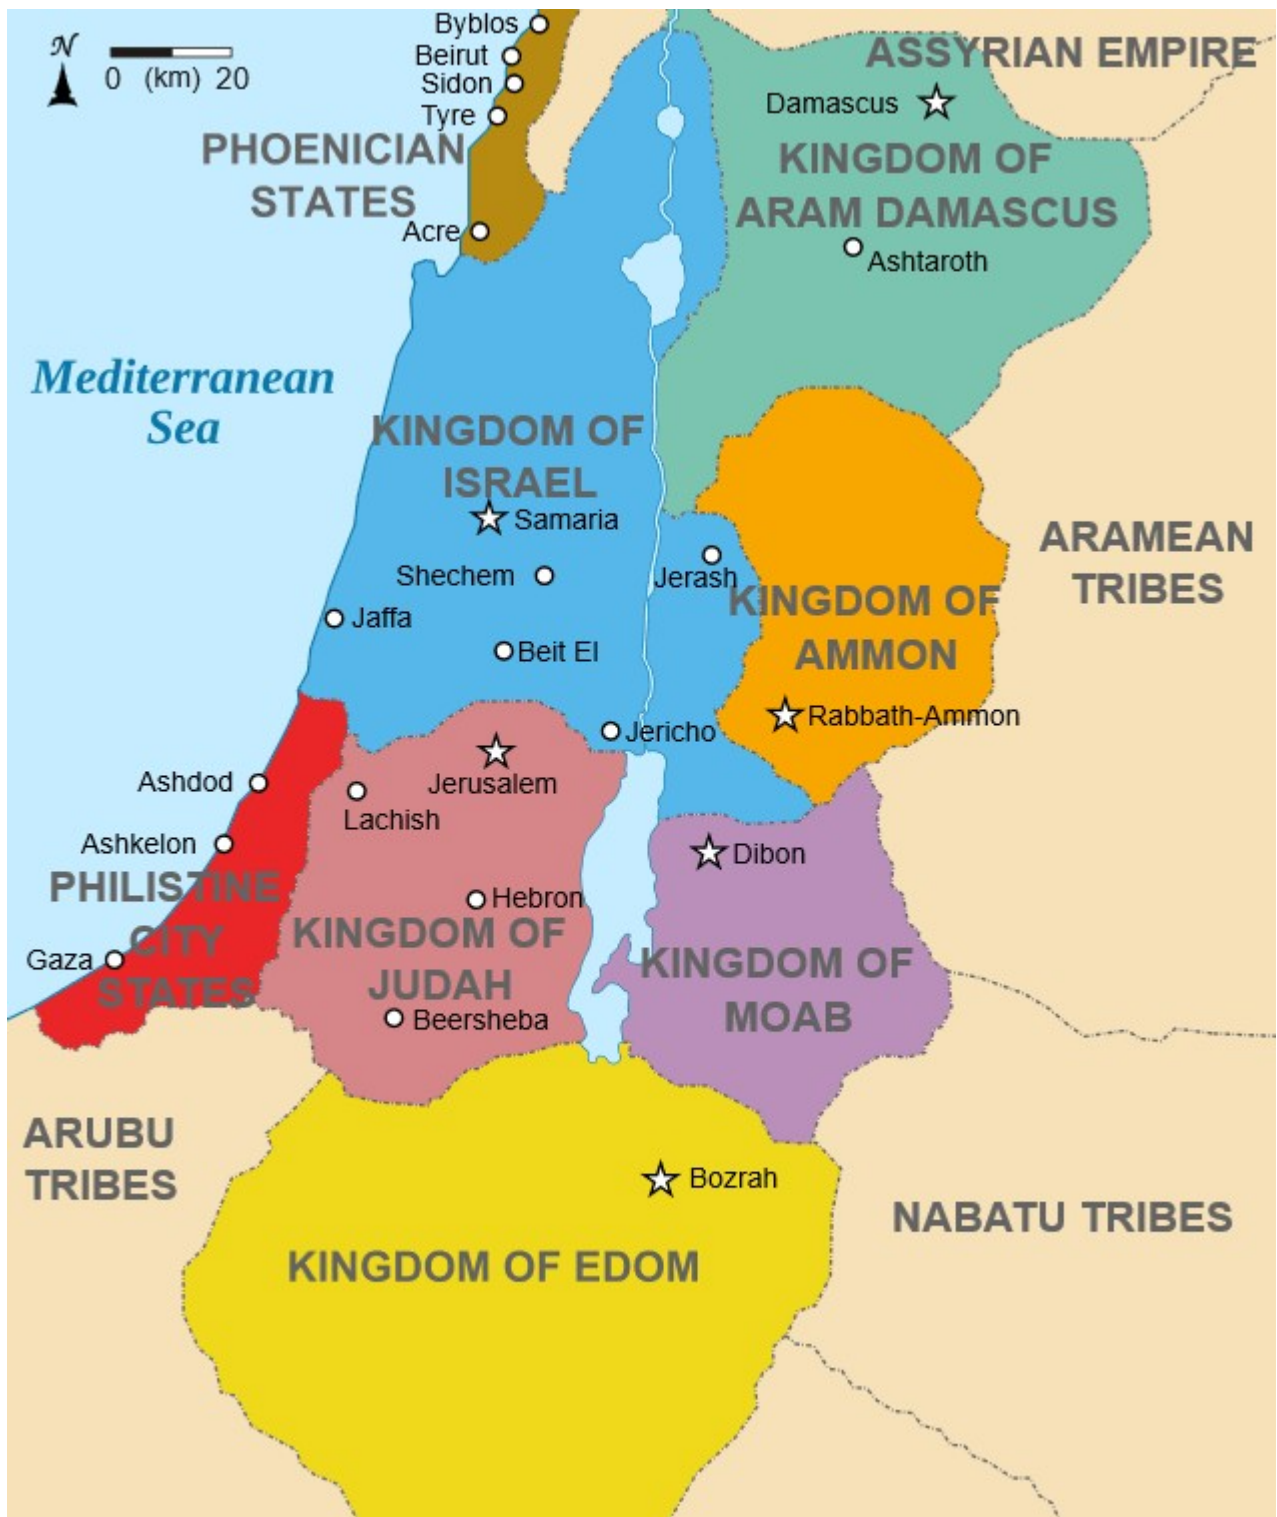 N
0 (km) 20
Byblos
Beirut
Sidon
Tyre
PHOENICIAN
STATES
Acre
ASSYRIAN EMPIRE
Damascus
KINGDOM OF
ARAM DAMASCUS
Ashtaroth
Mediterranean
Sea
KINGDOM OF
ISRAEL
Samaria
Shechem
Jaffa
Beit El
Jerash
Jericho
KINGDOM OF
AMMON
Rabbath-Ammon
ARAMEAN
TRIBES
Ashdod
Ashkelon
PHILISTINE
CITY
STATES
Gaza
Jerusalem
Lachish
Hebron
KINGDOM OF
JUDAH
Beersheba
Dibon
KINGDOM OF
MOAB
ARUBU
TRIBES
Bozrah
KINGDOM OF EDOM
NABATU TRIBES